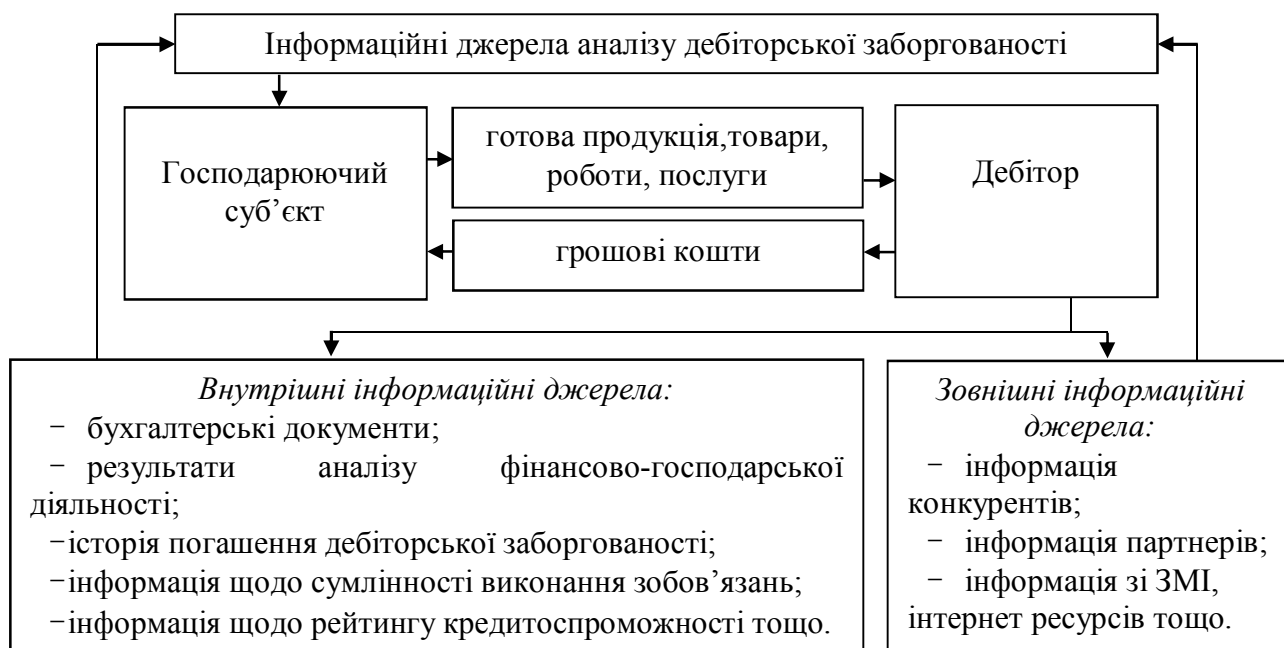 Інформаційні джерела аналізу дебіторської заборгованості
Господарюючий
суб’єкт
готова продукція,товари,
роботи, послуги
грошові кошти
Дебітор
Внутрішні інформаційні джерела:
− бухгалтерські документи;
− результати аналізу фінансово-господарської
діяльності;
−історія погашення дебіторської заборгованості;
−інформація щодо сумлінності виконання зобов’язань;
−інформація щодо рейтингу кредитоспроможності тощо.
Зовнішні інформаційні
джерела:
− інформація
конкурентів;
− інформація партнерів;
− інформація зі ЗМІ,
інтернет ресурсів тощо.